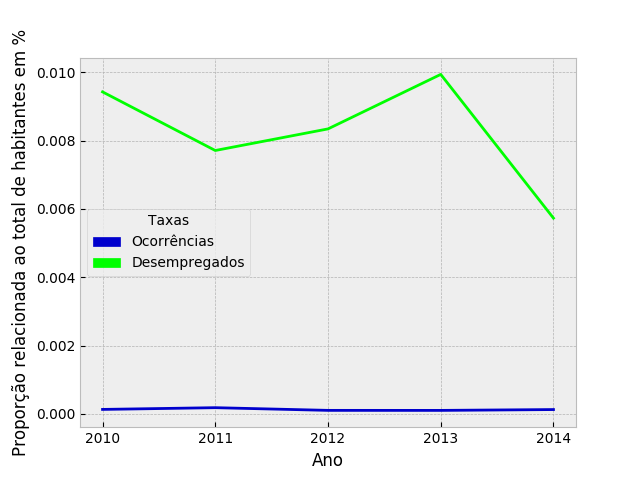 Proporção relacionada ao total de habitantes em %
0.010
0.008
0.006
0.004
0.002
0.000
Taxas
Ocorrências
Desempregados
2010 2011 2012 2013 2014
Ano